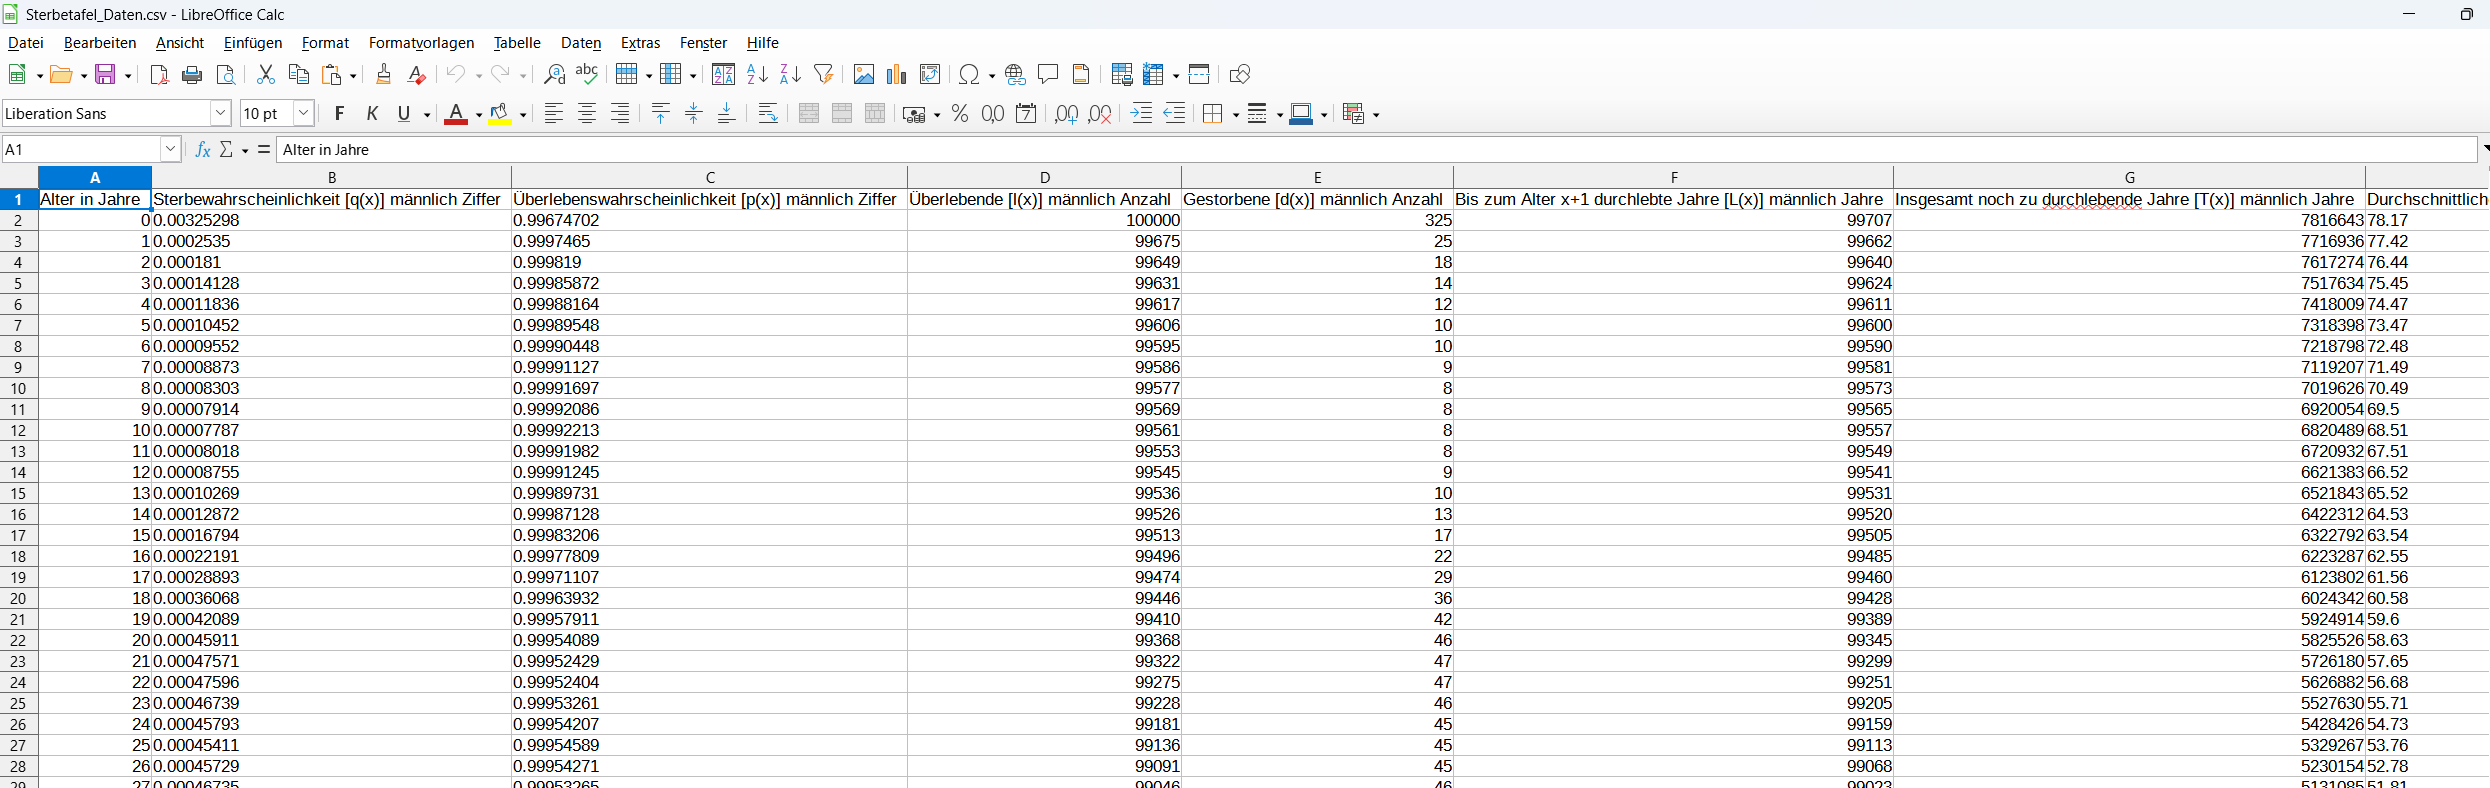 Sterbetafel_Daten.csv - LibreOffice Calc
Datei Bearbeiten Ansicht Einfügen Format Formatvorlagen Tabelle Daten Extras Fenster Hilfe
Liberation Sans 10 pt F K U
A1 Alter in Jahre
A B C D E F G
1 Alter in Jahre Sterbewahrscheinlichkeit [q(x)] männlich Ziffer Überlebenswahrscheinlichkeit [p(x)] männlich Ziffer Überlebende [l(x)] männlich Anzahl Gestorbene [d(x)] männlich Anzahl Bis zum Alter x+1 durchlebte Jahre [L(x)] männlich Jahre Insgesamt noch zu durchlebende Jahre [T(x)] männlich Jahre Durchschnittlich
2 0 0.00325298 0.99674702 100000 325 99707 7816643 78.17
3 1 0.0002535 0.9997465 99675 25 99662 7716936 77.42
4 2 0.000181 0.999819 99649 18 99640 7617274 76.44
5 3 0.00014128 0.99985872 99631 14 99624 7517634 75.45
6 4 0.00011836 0.99988164 99617 12 99611 7418009 74.47
7 5 0.00010452 0.99989548 99606 10 99600 7318398 73.47
8 6 0.00009552 0.99990448 99595 10 99590 7218798 72.48
9 7 0.00008873 0.99991127 99586 9 99581 7119207 71.49
10 8 0.00008303 0.99991697 99577 8 99573 7019626 70.49
11 9 0.00007914 0.99992086 99569 8 99565 6920054 69.5
12 10 0.00007787 0.99992213 99561 8 99557 6820489 68.51
13 11 0.00008018 0.99991982 99553 8 99549 6720932 67.51
14 12 0.00008755 0.99991245 99545 9 99541 6621383 66.52
15 13 0.00010269 0.99989731 99536 10 99531 6521843 65.52
16 14 0.00012872 0.99987128 99526 13 99520 6422312 64.53
17 15 0.00016794 0.99983206 99513 17 99505 6322792 63.54
18 16 0.00022191 0.99977809 99496 22 99485 6223287 62.55
19 17 0.00028893 0.99971107 99474 29 99460 6123802 61.56
20 18 0.00036068 0.99963932 99446 36 99428 6024342 60.58
21 19 0.00042089 0.99957911 99410 42 99389 5924914 59.6
22 20 0.00045911 0.99954089 99368 46 99345 5825526 58.63
23 21 0.00047571 0.99952429 99322 47 99299 5726180 57.65
24 22 0.00047596 0.99952404 99275 47 99251 5626882 56.68
25 23 0.00046739 0.99953261 99228 46 99205 5527630 55.71
26 24 0.00045793 0.99954207 99181 45 99159 5428426 54.73
27 25 0.00045411 0.99954589 99136 45 99113 5329267 53.76
28 26 0.00045729 0.99954271 99091 45 99068 5230154 52.78
29 27 0.00046735 0.99953265 99046 46 99023 5131085 51.81